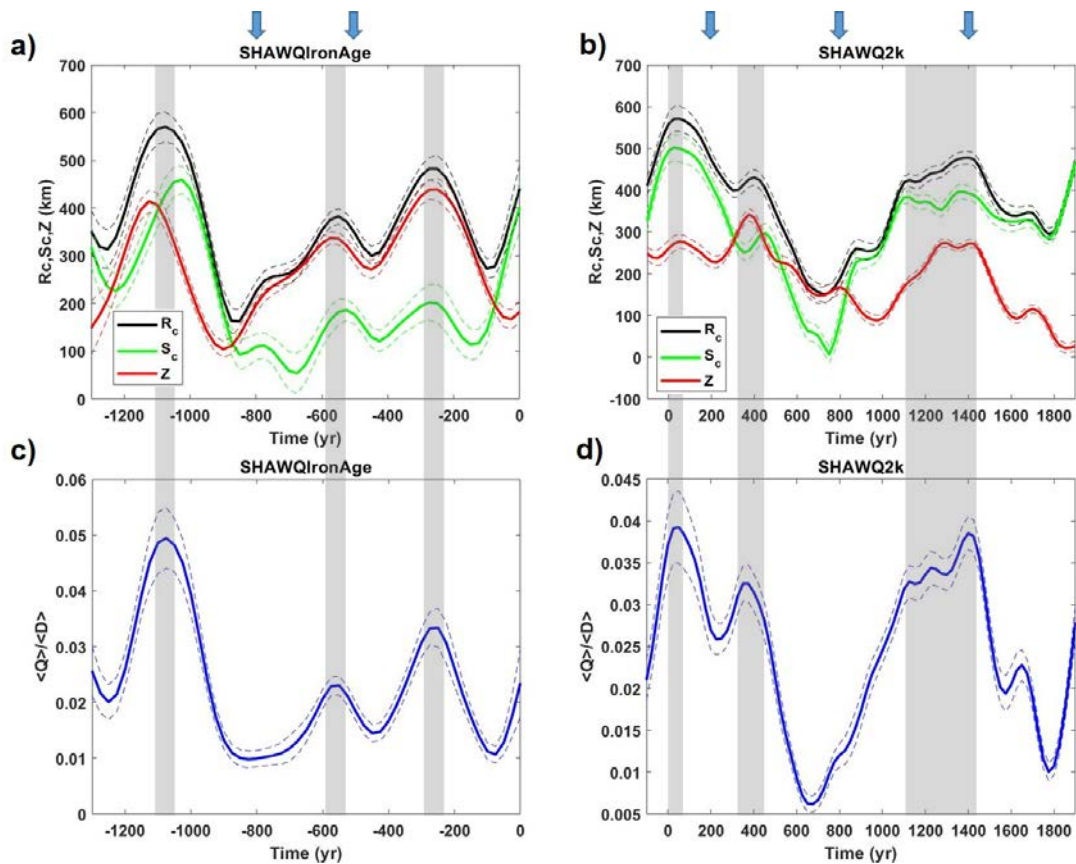 a)
SHAWQIronAge
700
600
500
400
300
200
100
0
Rc,Sc,Z (km)
Rc
Sc
Z
-1200 -1000 -800 -600 -400 -200 0
Time (yr)
b)
SHAWQ2k
700
600
500
400
300
200
100
0
-100
Rc,Sc,Z (km)
Rc
Sc
Z
0 200 400 600 800 1000 1200 1400 1600 1800
Time (yr)
c)
SHAWQIronAge
0.06
0.05
0.04
0.03
0.02
0.01
0
<Q>/<D>
-1200 -1000 -800 -600 -400 -200 0
Time (yr)
d)
SHAWQ2k
0.045
0.04
0.035
0.03
0.025
0.02
0.015
0.01
0.005
<Q>/<D>
0 200 400 600 800 1000 1200 1400 1600 1800
Time (yr)